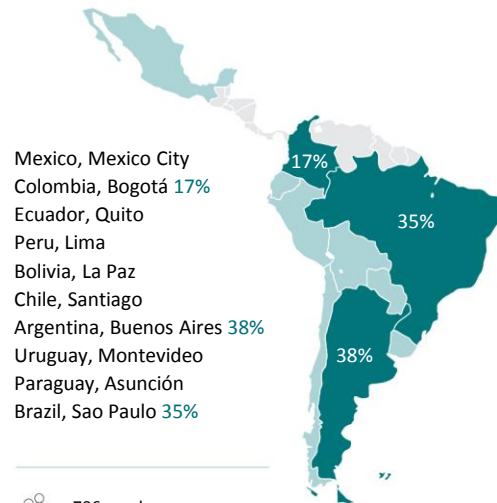 17%
35%
38%
Mexico, Mexico City
Colombia, Bogotá 17%
Ecuador, Quito
Peru, Lima
Bolivia, La Paz
Chile, Santiago
Argentina, Buenos Aires 38%
Uruguay, Montevideo
Paraguay, Asunción
Brazil, Sao Paulo 35%